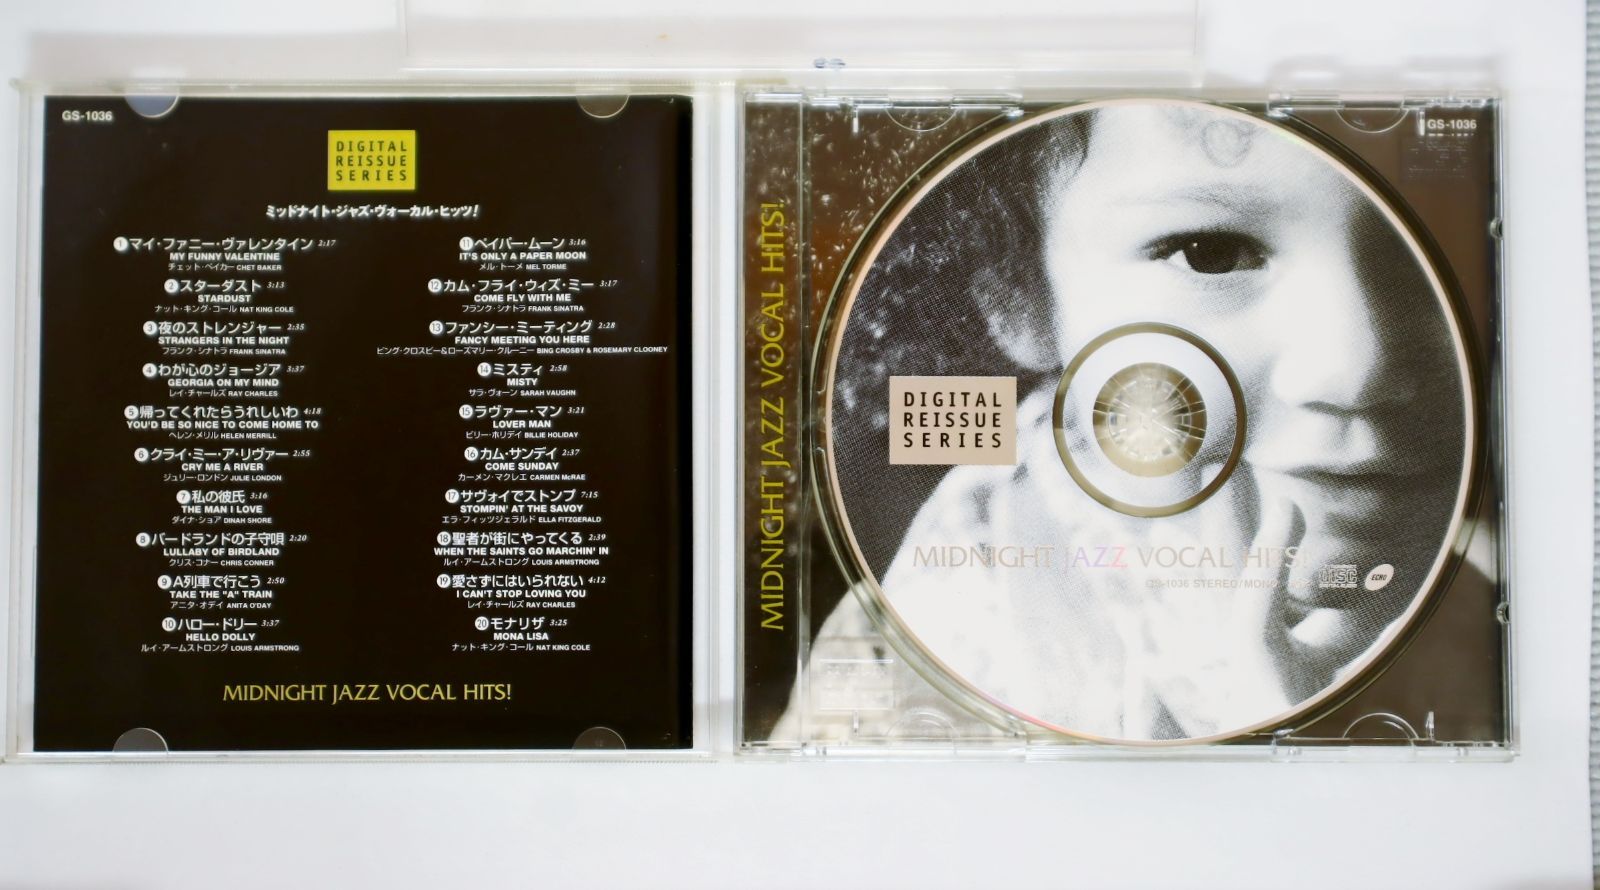 GS-1036
DIGITAL
REISSUE
SERIES
ミッドナイト・ジャズ・ヴォーカル・ヒッツ!
1 マイ・ファニー・ヴァレンタイン 2:17
MY FUNNY VALENTINE
チェット・ベイカー CHET BAKER
2 スターダスト 3:13
STARDUST
ナット・キング・コール NAT KING COLE
3 夜のストレンジャー 2:35
STRANGERS IN THE NIGHT
フランク・シナトラ FRANK SINATRA
4 わが心のジョージア 3:37
GEORGIA ON MY MIND
レイ・チャールズ RAY CHARLES
5 帰ってくれたらうれしいわ 4:18
YOU'D BE SO NICE TO COME HOME TO
ヘレン・メリル HELEN MERRILL
6 クライ・ミー・ア・リヴァー 2:55
CRY ME A RIVER
ジュリー・ロンドン JULIE LONDON
7 私の彼氏 3:16
THE MAN I LOVE
ダイナ・ショア DINAH SHORE
8 バードランドの子守唄 2:20
LULLABY OF BIRDLAND
クリス・コナー CHRIS CONNER
9 A列車で行こう 2:50
TAKE THE "A" TRAIN
アニタ・オデイ ANITA O'DAY
10 ハロー・ドリー 3:37
HELLO DOLLY
ルイ・アームストロング LOUIS ARMSTRONG
11 ペイパー・ムーン 3:16
IT'S ONLY A PAPER MOON
メル・トーメ MEL TORME
12 カム・フライ・ウィズ・ミー 3:17
COME FLY WITH ME
フランク・シナトラ FRANK SINATRA
13 ファンシー・ミーティング 2:28
FANCY MEETING YOU HERE
ビング・クロスビー&ローズマリー・クルーニー BING CROSBY & ROSEMARY CLOONEY
14 ミスティ 2:58
MISTY
サラ・ヴォーン SARAH VAUGHN
15 ラヴァー・マン 3:21
LOVER MAN
ビリー・ホリデイ BILLIE HOLIDAY
16 カム・サンデイ 2:37
COME SUNDAY
カーメン・マクレエ CARMEN McRAE
17 サヴォイでストンプ 7:15
STOMPIN' AT THE SAVOY
エラ・フィッツジェラルド ELLA FITZGERALD
18 聖者が街にやってくる 2:39
WHEN THE SAINTS GO MARCHIN' IN
ルイ・アームストロング LOUIS ARMSTRONG
19 愛さずにはいられない 4:12
I CAN'T STOP LOVING YOU
レイ・チャールズ RAY CHARLES
20 モナリザ 3:25
MONA LISA
ナット・キング・コール NAT KING COLE
MIDNIGHT JAZZ VOCAL HITS!
MIDNIGHT JAZZ VOCAL HITS!
GS-1036
DIGITAL
REISSUE
SERIES
MIDNIGHT JAZZ VOCAL HITS!
GS-1036 STEREO/MONO
disc
ECHO